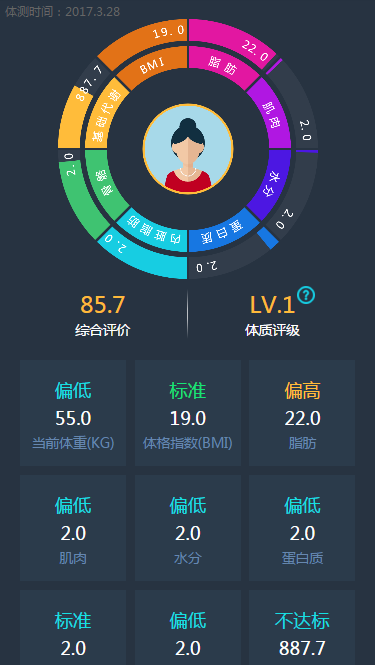 体测时间：2017.3.28
19.0
22.0
BMI
脂肪
887.7
基础代谢
肌肉
2.0
2.0
骨骼
水分
2.0
内脏脂肪
蛋白质
2.0
2.0
85.7
综合评价
LV.1 ?
体质评级
偏低 标准 偏高
55.0 19.0 22.0
当前体重(KG) 体格指数(BMI) 脂肪
偏低 偏低 偏低
2.0 2.0 2.0
肌肉 水分 蛋白质
标准 偏低 不达标
2.0 2.0 887.7